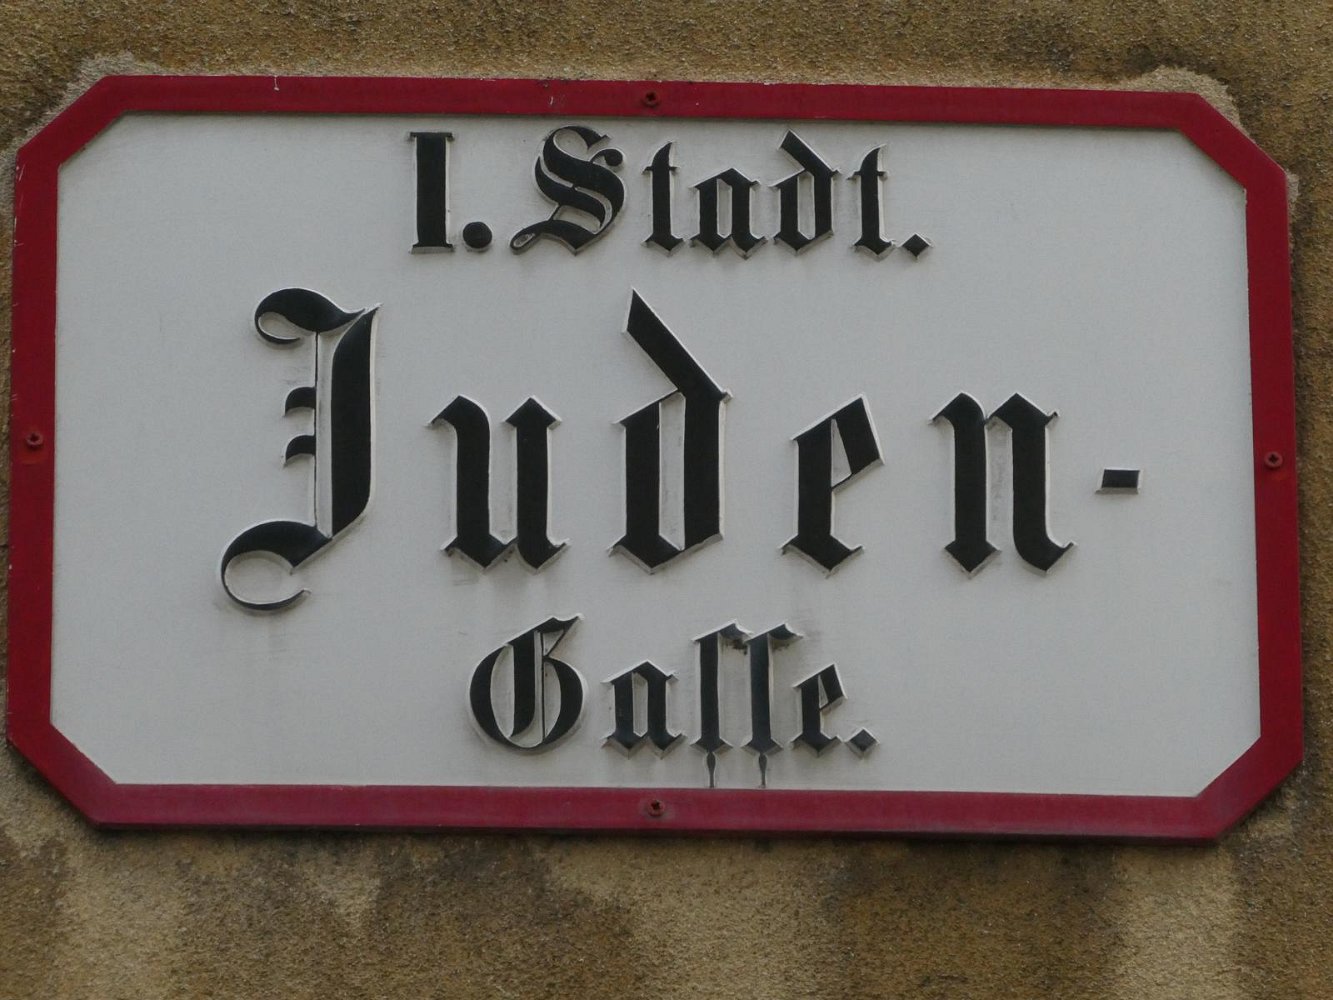 I. Stadt.
Juden-
Gasse.